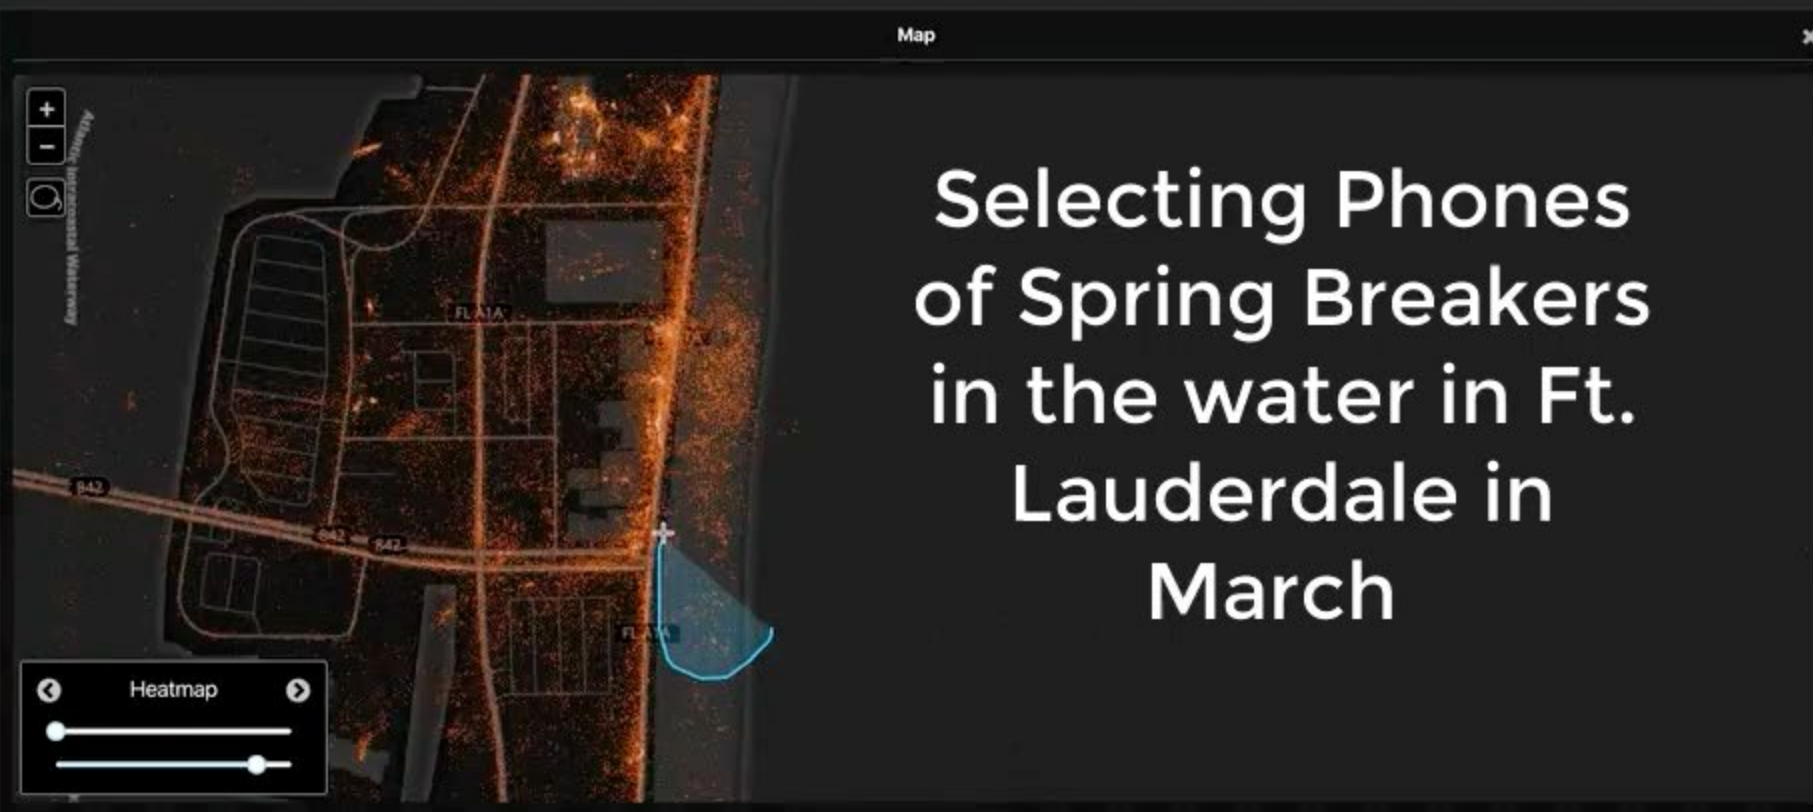 Map
Atlantic Intracoastal Waterway
Selecting Phones
of Spring Breakers
in the water in Ft.
Lauderdale in
March
FL A1A
842
842
842
FL A1A
Heatmap